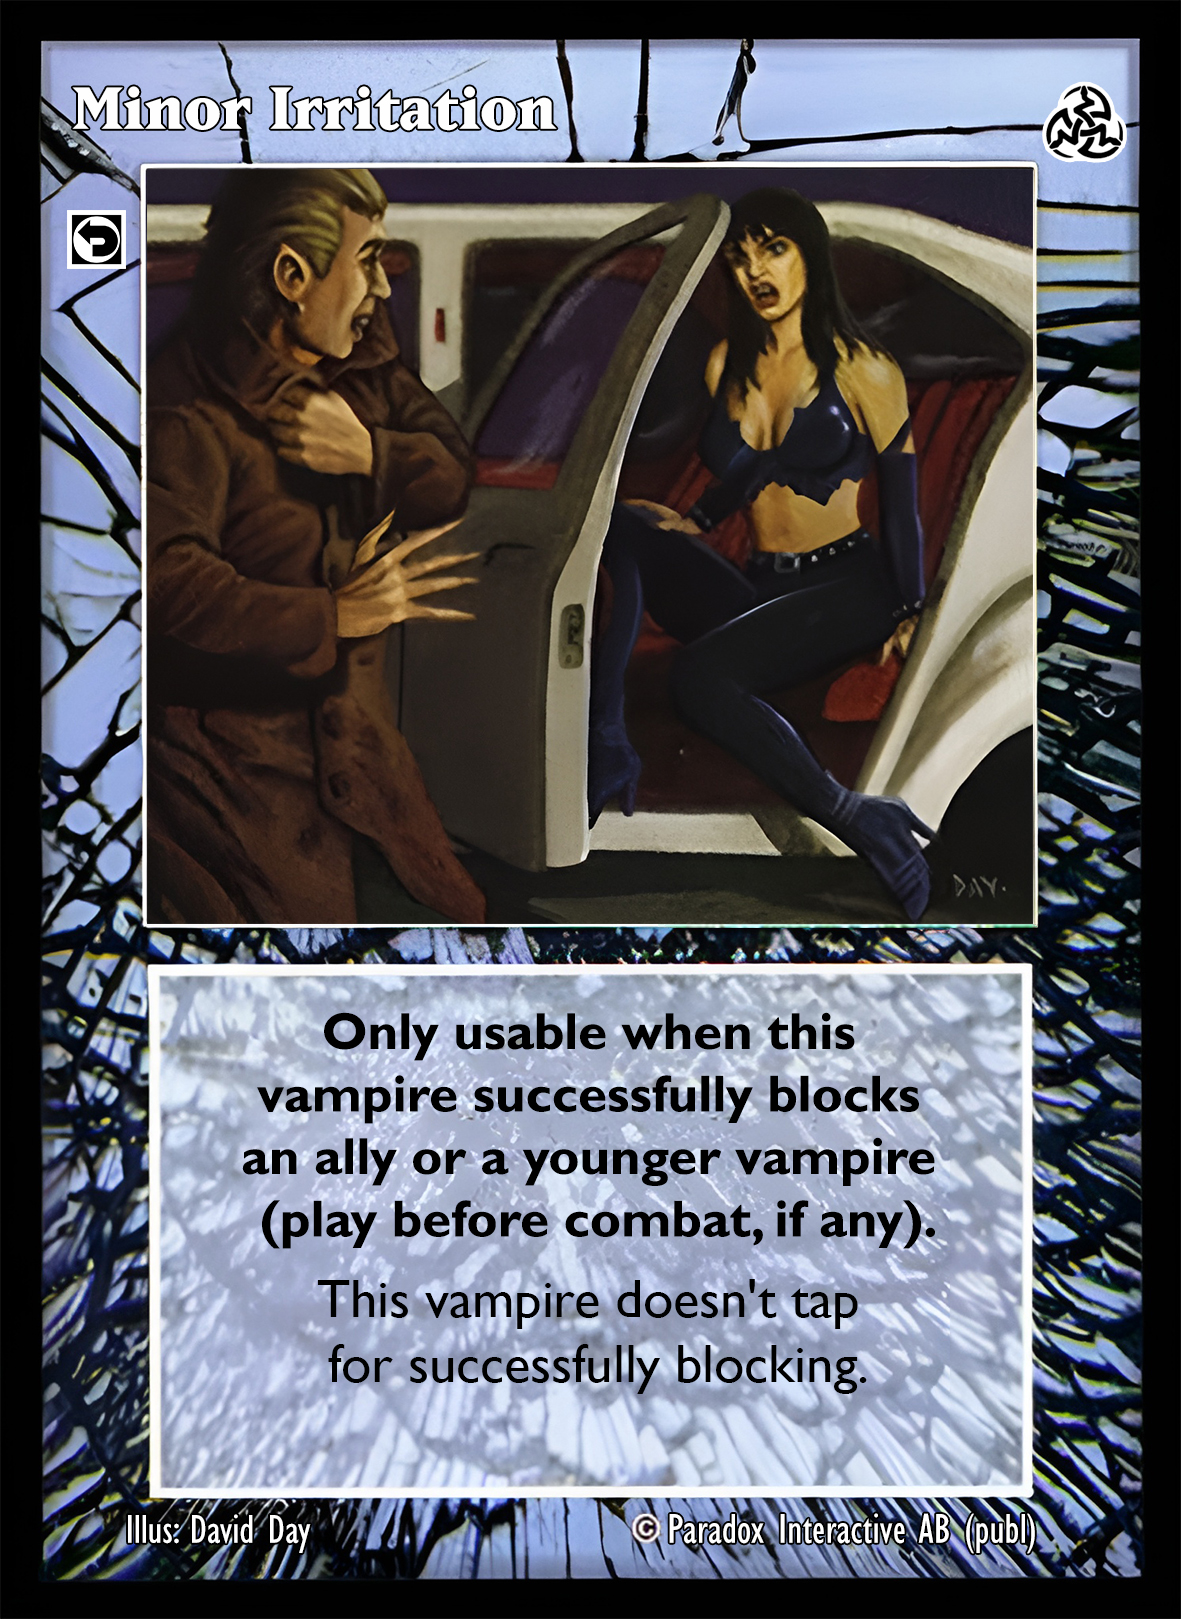 Minor Irritation
DAY.
Only usable when this
vampire successfully blocks
an ally or a younger vampire
(play before combat, if any).
This vampire doesn't tap
for successfully blocking.
Illus: David Day
© Paradox Interactive AB (publ)